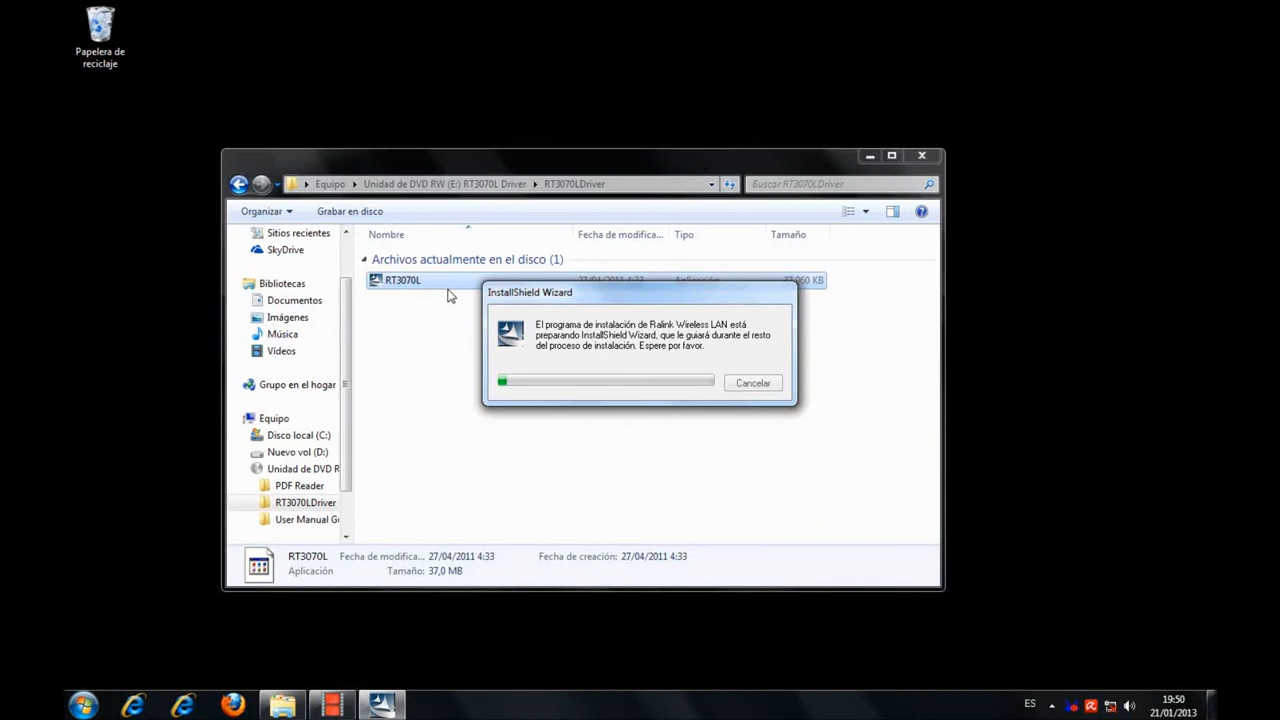 Papelera de
reciclaje
Equipo
Unidad de DVD RW (E:) RT3070L Driver
RT3070LDriver
Buscar RT3070LDriver
Organizar
Grabar en disco
Sitios recientes
SkyDrive
Bibliotecas
Documentos
Imágenes
Música
Vídeos
Grupo en el hogar
Equipo
Disco local (C:)
Nuevo vol (D:)
Unidad de DVD R
PDF Reader
RT3070LDriver
User Manual Gu
Nombre
Fecha de modifica...
Tipo
Tamaño
Archivos actualmente en el disco (1)
RT3070L
27/04/2011 4:33
Aplicación
37.960 KB
InstallShield Wizard
El programa de instalación de Ralink Wireless LAN está
preparando InstallShield Wizard, que le guiará durante el resto
del proceso de instalación. Espere por favor.
Cancelar
RT3070L
Fecha de modifica... 27/04/2011 4:33
Fecha de creación: 27/04/2011 4:33
Aplicación
Tamaño: 37,0 MB
ES
19:50
21/01/2013